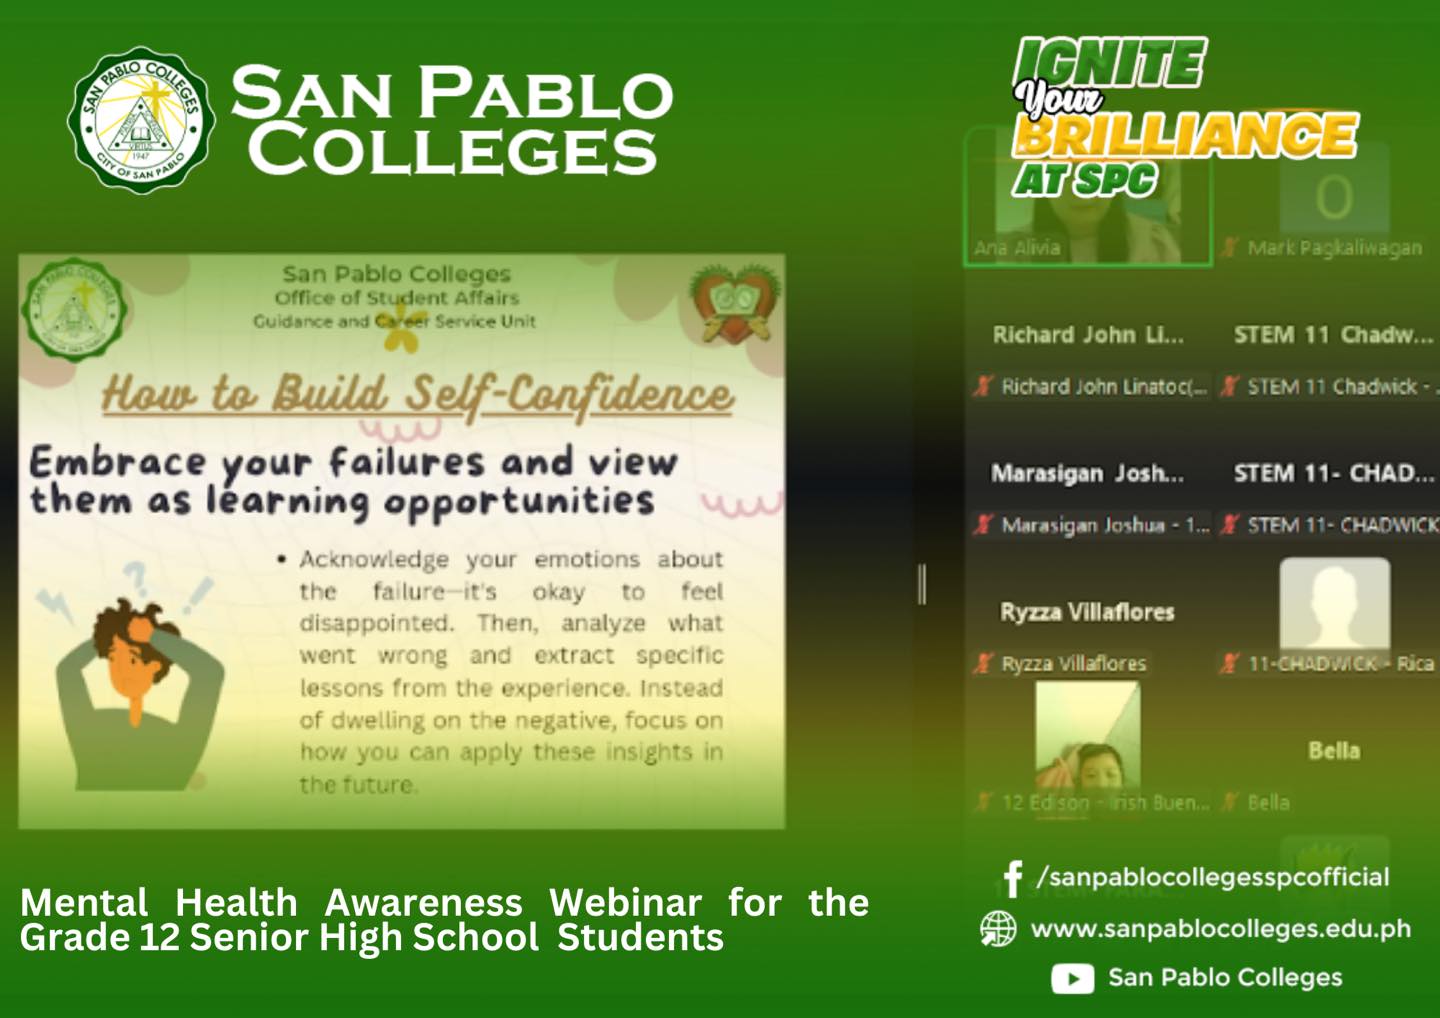 SAN PABLO COLLEGES
1947
CITY OF SAN PABLO
SAN PABLO
COLLEGES
IGNITE
Your
BRILLIANCE
AT SPC
San Pablo Colleges
Office of Student Affairs
Guidance and Career Service Unit
How to Build Self-Confidence
Embrace your failures and view
them as learning opportunities
• Acknowledge your emotions about
the failure—it's okay to feel
disappointed. Then, analyze what
went wrong and extract specific
lessons from the experience. Instead
of dwelling on the negative, focus on
how you can apply these insights in
the future.
Ana Alivia
O
Mark Pagkaliwagan
Richard John Li...
STEM 11 Chadw...
Richard John Linatoc(...
STEM 11 Chadwick - .
Marasigan Josh...
STEM 11- CHAD...
Marasigan Joshua - 1...
STEM 11- CHADWICK
Ryzza Villaflores
Ryzza Villaflores
11-CHADWICK - Rica
Bella
12 Edison - Irish Buen...
Bella
Mental Health Awareness Webinar for the
Grade 12 Senior High School Students
/sanpablocollegesspcofficial
www.sanpablocolleges.edu.ph
San Pablo Colleges